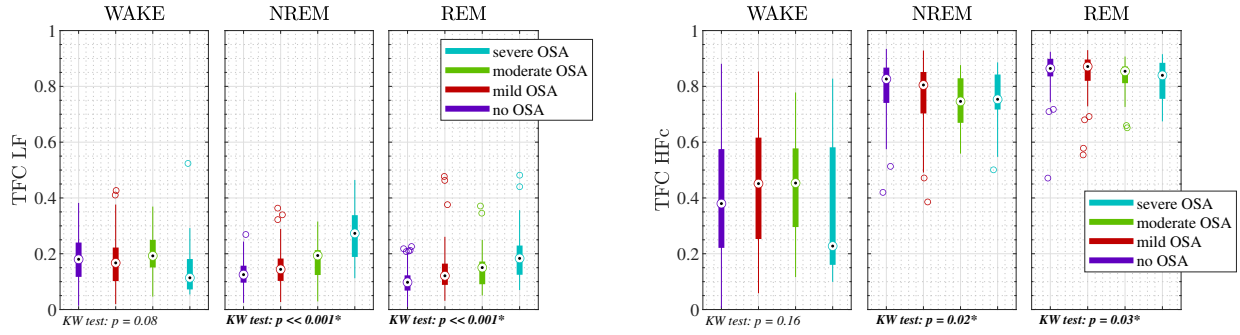 WAKE NREM REM
TFC LF
1
0.8
0.6
0.4
0.2
0
severe OSA
moderate OSA
mild OSA
no OSA
KW test: p = 0.08 KW test: p << 0.001* KW test: p << 0.001*
WAKE NREM REM
TFC HFc
1
0.8
0.6
0.4
0.2
0
severe OSA
moderate OSA
mild OSA
no OSA
KW test: p = 0.16 KW test: p = 0.02* KW test: p = 0.03*